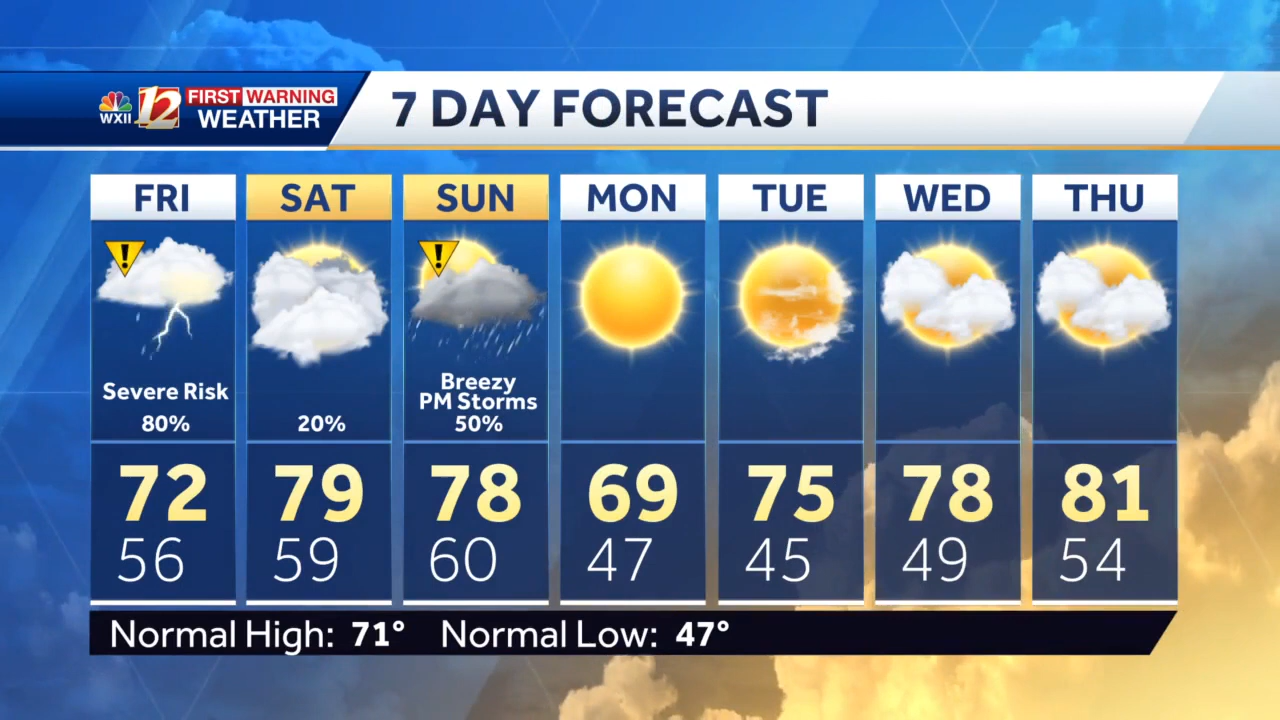 WXII 12 FIRST WARNING
WEATHER
7 DAY FORECAST
FRI SAT SUN MON TUE WED THU
! !
Severe Risk Breezy
PM Storms
80% 20% 50%
72 79 78 69 75 78 81
56 59 60 47 45 49 54
Normal High: 71° Normal Low: 47°